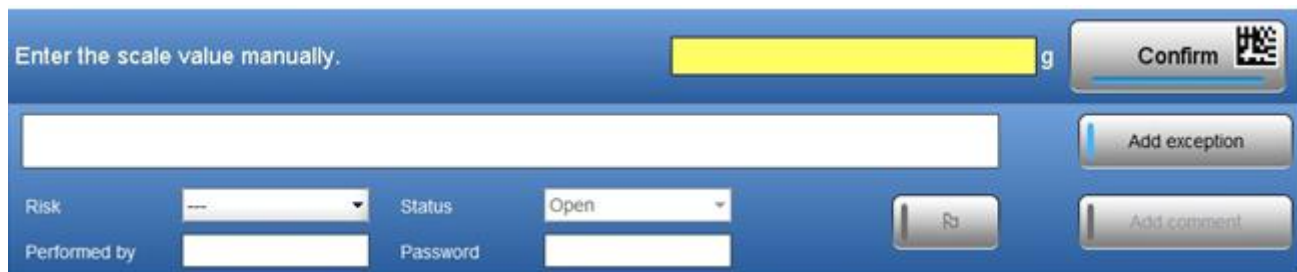 Enter the scale value manually.
g
Confirm
Add exception
Risk
---
Status
Open
Add comment
Performed by
Password